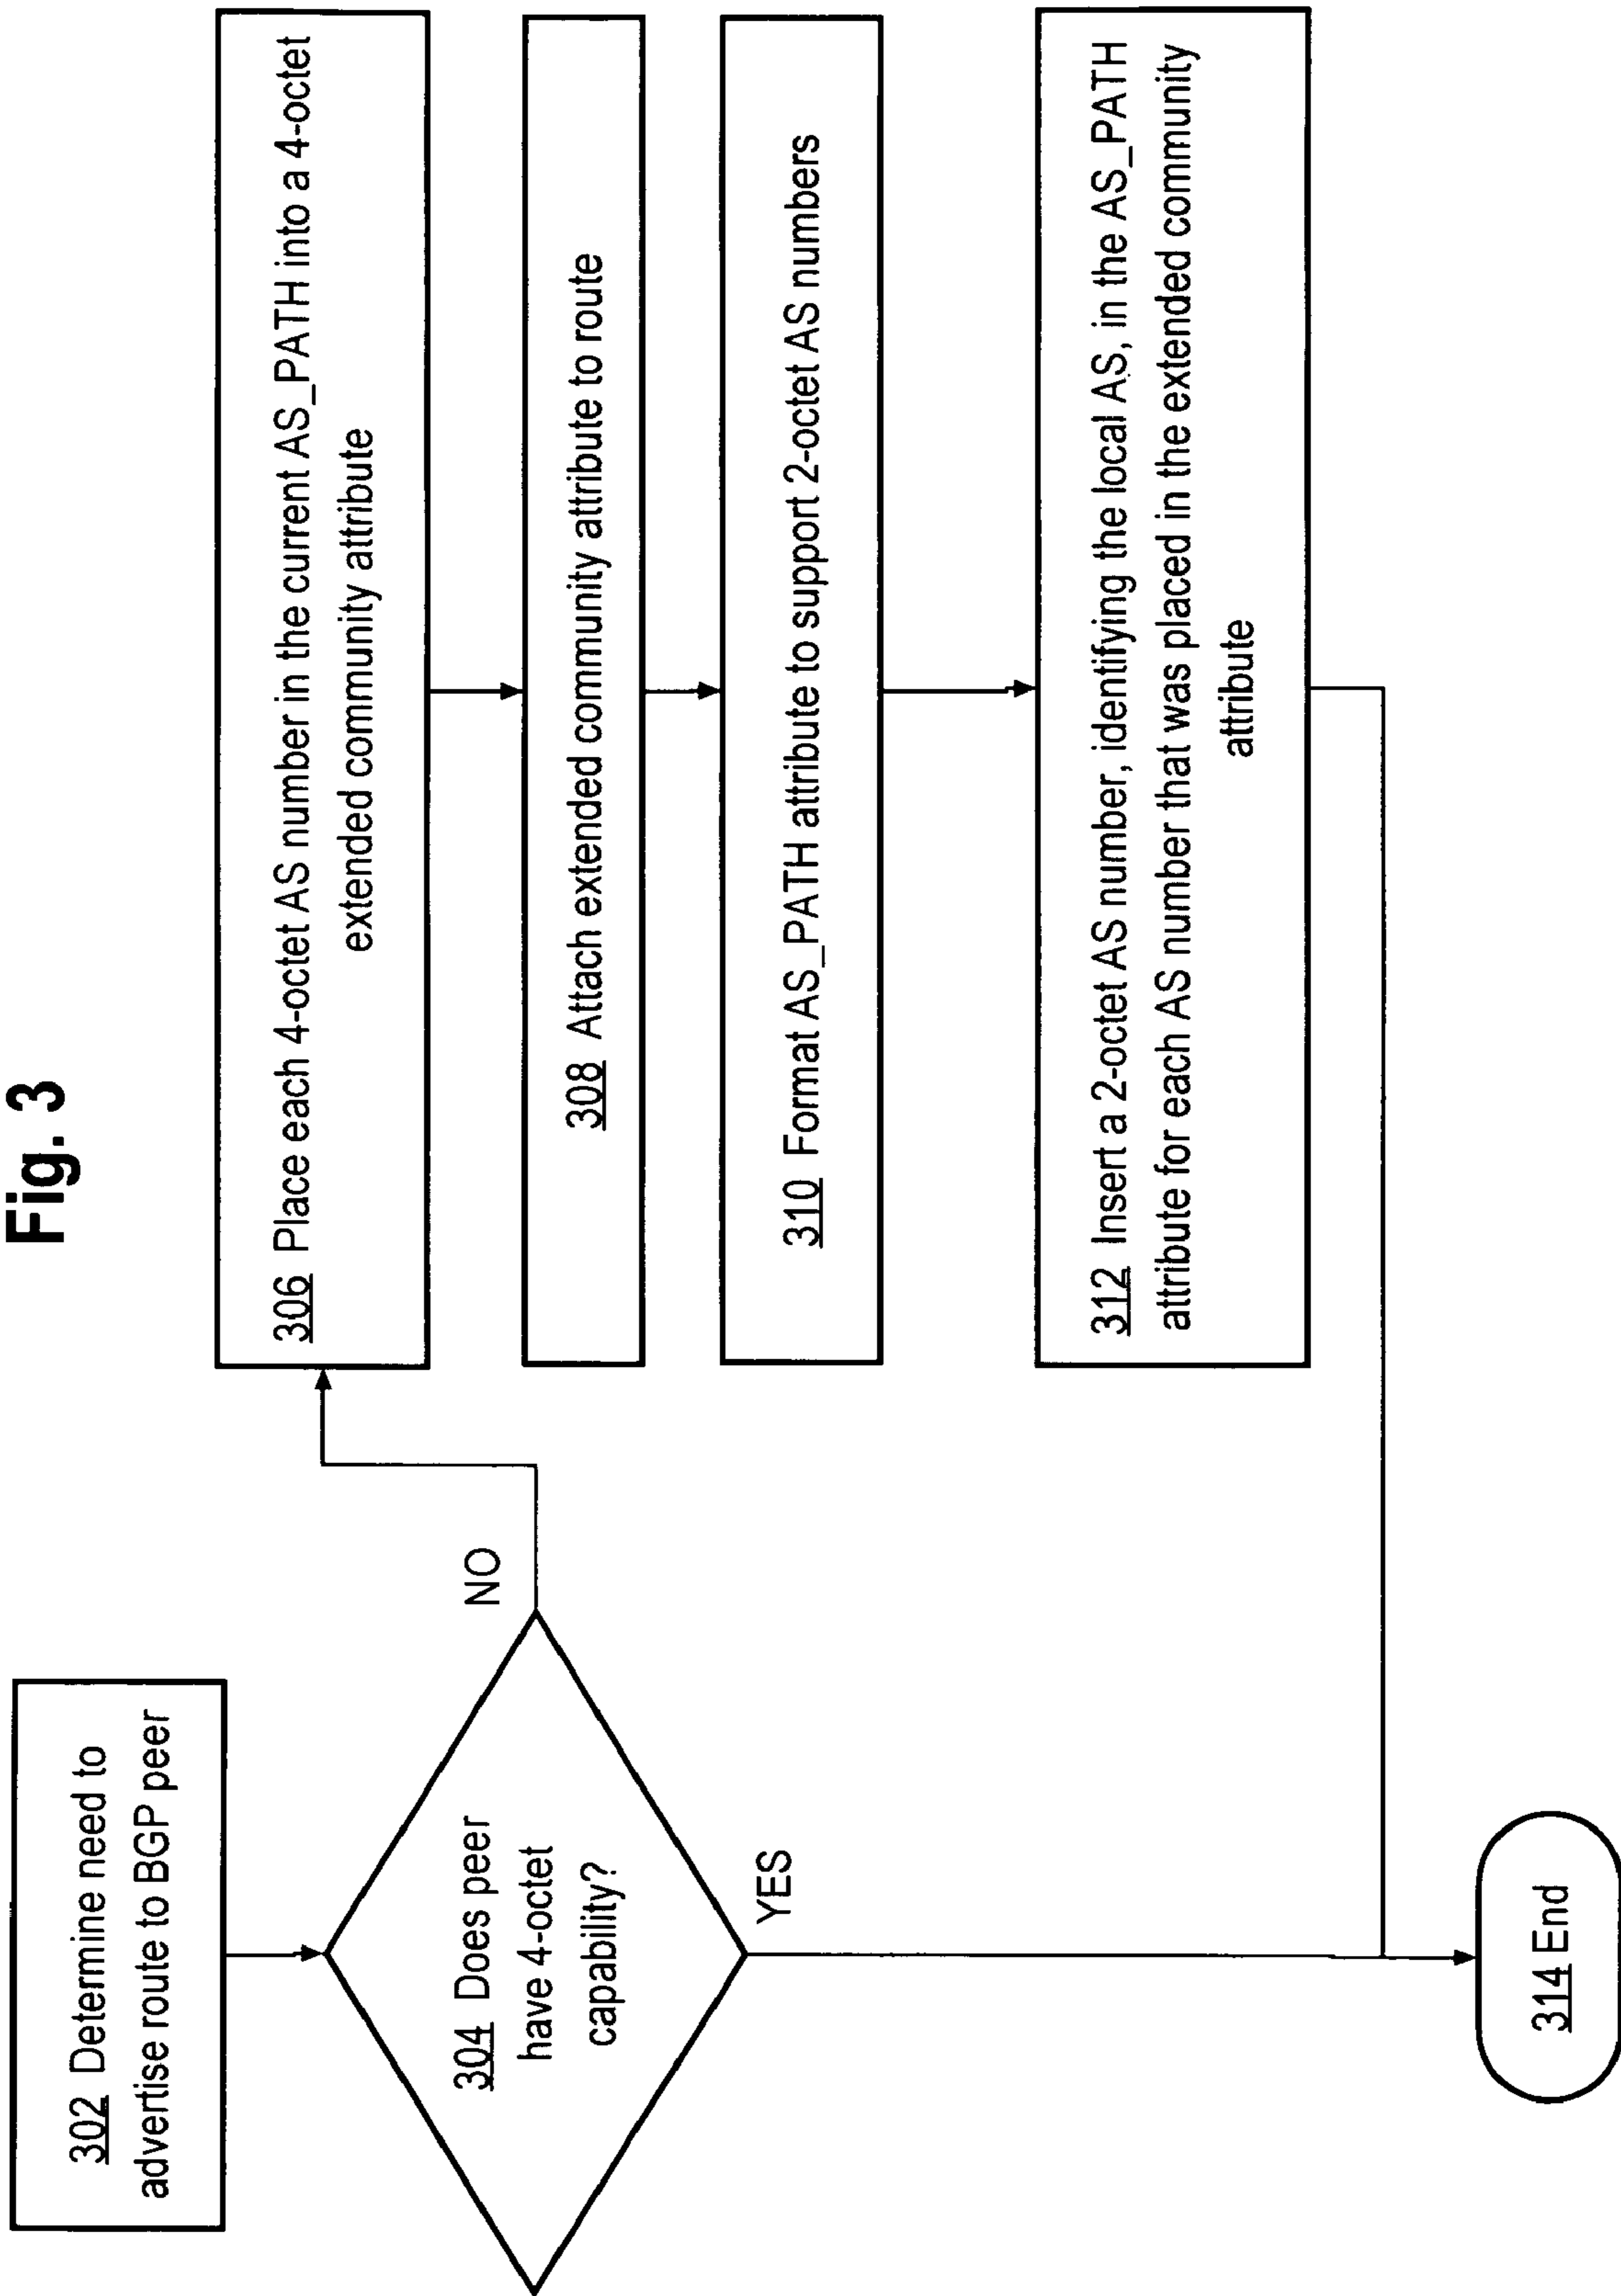 Fig. 3
302 Determine need to
advertise route to BGP peer
304 Does peer
have 4-octet
capability?
NO
YES
306 Place each 4-octet AS number in the current AS_PATH into a 4-octet
extended community attribute
308 Attach extended community attribute to route
310 Format AS_PATH attribute to support 2-octet AS numbers
312 Insert a 2-octet AS number, identifying the local AS, in the AS_PATH
attribute for each AS number that was placed in the extended community
attribute
314 End